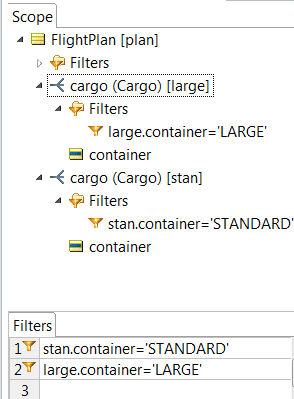 Scope
FlightPlan [plan]
Filters
cargo (Cargo) [large]
Filters
large.container='LARGE'
container
cargo (Cargo) [stan]
Filters
stan.container='STANDARD'
container
Filters
1 stan.container='STANDARD'
2 large.container='LARGE'
3